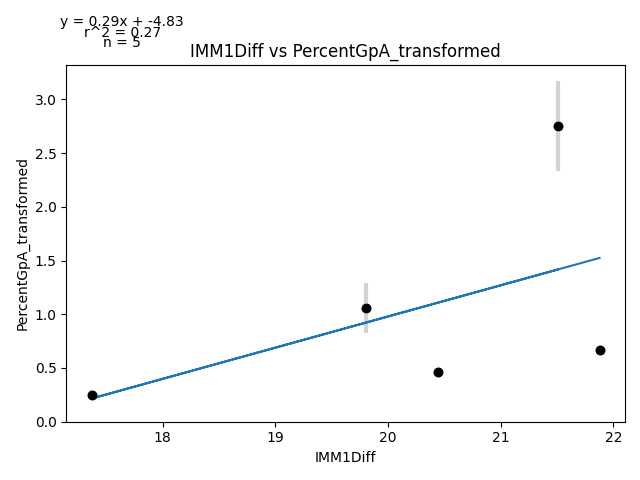 y = 0.29x + -4.83
r^2 = 0.27
n = 5
IMM1Diff vs PercentGpA_transformed
3.0
2.5
2.0
1.5
1.0
0.5
0.0
PercentGpA_transformed
18 19 20 21 22
IMM1Diff